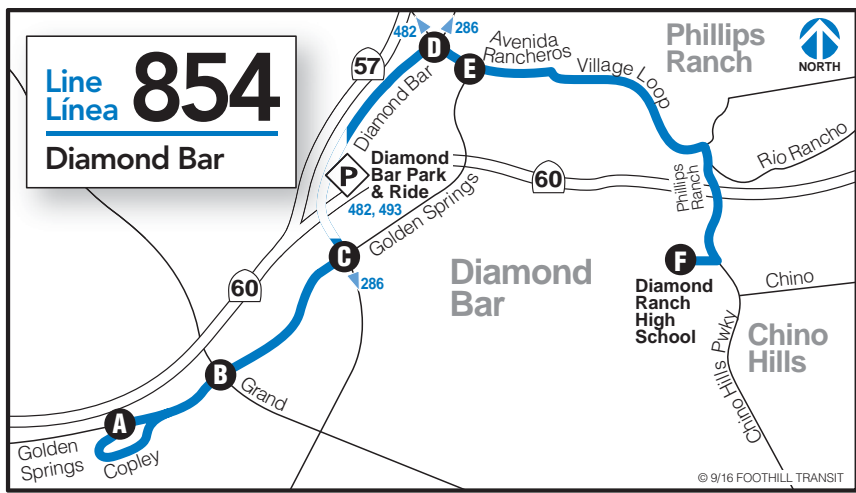 Line
Línea
854
Diamond Bar
57
482
286
D
E
Avenida
Rancheros
Village Loop
Phillips
Ranch
NORTH
Diamond Bar
P
Diamond
Bar Park
& Ride
482, 493
60
Río Rancho
Phillips
Ranch
Golden Springs
C
286
60
Diamond
Bar
F
Diamond
Ranch
High
School
Chino
Chino
Hills
Chino Hills Pwky
B
Grand
A
Golden
Springs
Copley
© 9/16 FOOTHILL TRANSIT